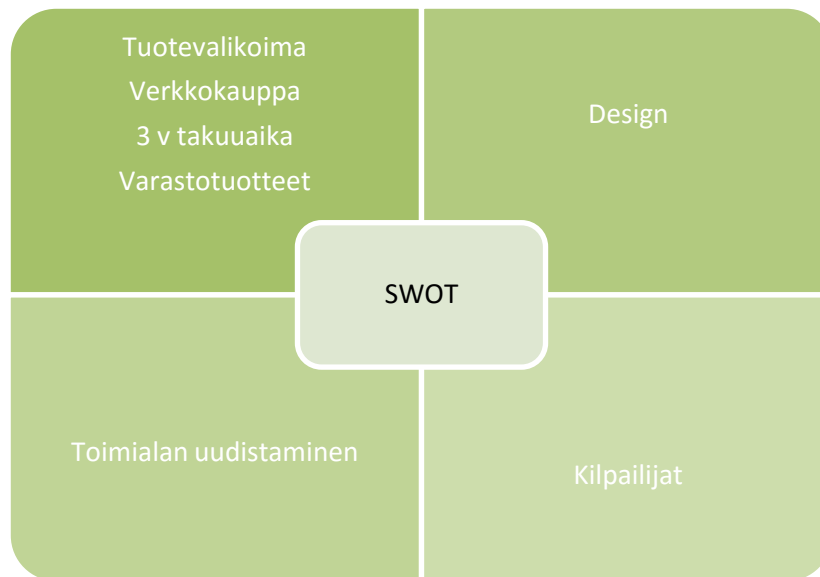 Tuotevalikoima
Verkkokauppa
3 v takuuaika
Varastotuotteet
Design
SWOT
Toimialan uudistaminen
Kilpailijat